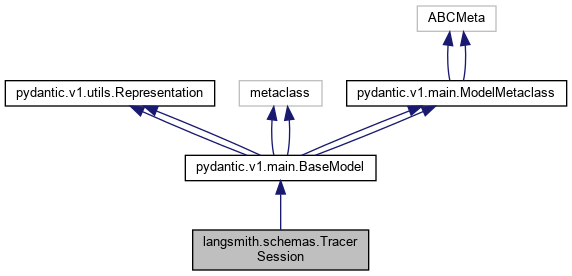 ABCMeta
pydantic.v1.utils.Representation
metaclass
pydantic.v1.main.ModelMetaclass
pydantic.v1.main.BaseModel
langsmith.schemas.Tracer
Session